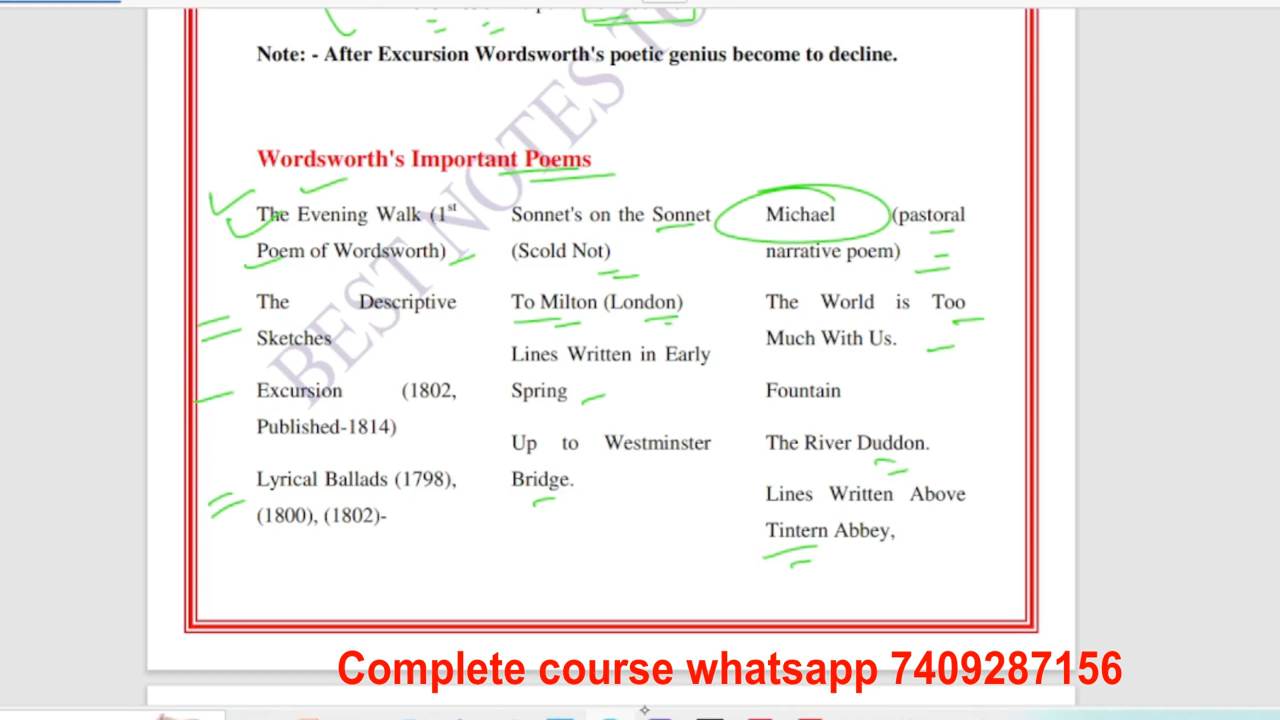 Note: - After Excursion Wordsworth's poetic genius become to decline.
Wordsworth's Important Poems
The Evening Walk (1st
Poem of Wordsworth)
The Descriptive
Sketches
Excursion (1802,
Published-1814)
Lyrical Ballads (1798),
(1800), (1802)-
Sonnet's on the Sonnet
(Scold Not)
To Milton (London)
Lines Written in Early
Spring
Up to Westminster
Bridge.
Michael (pastoral
narrative poem)
The World is Too
Much With Us.
Fountain
The River Duddon.
Lines Written Above
Tintern Abbey,
BEST NOTES TO
Complete course whatsapp 7409287156